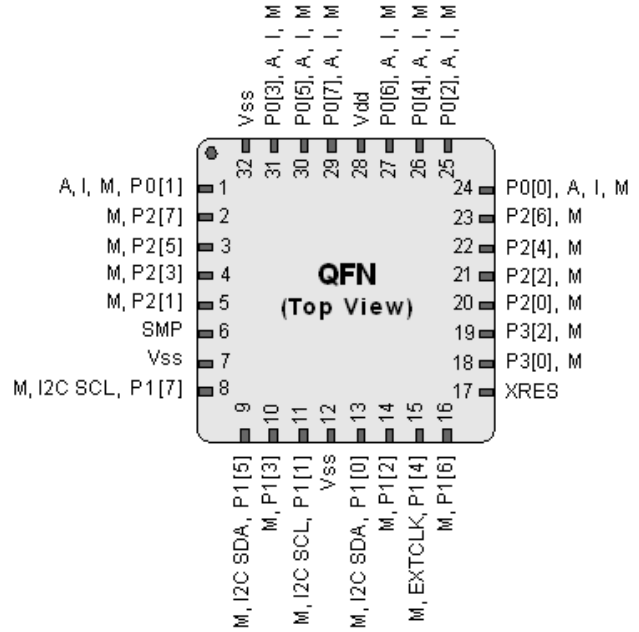 Vss
P0[3], A, I, M
P0[5], A, I, M
P0[7], A, I, M
Vdd
P0[6], A, I, M
P0[4], A, I, M
P0[2], A, I, M
32
31
30
29
28
27
26
25
A, I, M, P0[1]
1
M, P2[7]
2
M, P2[5]
3
M, P2[3]
4
M, P2[1]
5
SMP
6
Vss
7
M, I2C SCL, P1[7]
8
QFN
(Top View)
24
P0[0], A, I, M
23
P2[6], M
22
P2[4], M
21
P2[2], M
20
P2[0], M
19
P3[2], M
18
P3[0], M
17
XRES
9
10
11
12
13
14
15
16
M, I2C SDA, P1[5]
M, P1[3]
M, I2C SCL, P1[1]
Vss
M, I2C SDA, P1[0]
M, P1[2]
M, EXTCLK, P1[4]
M, P1[6]